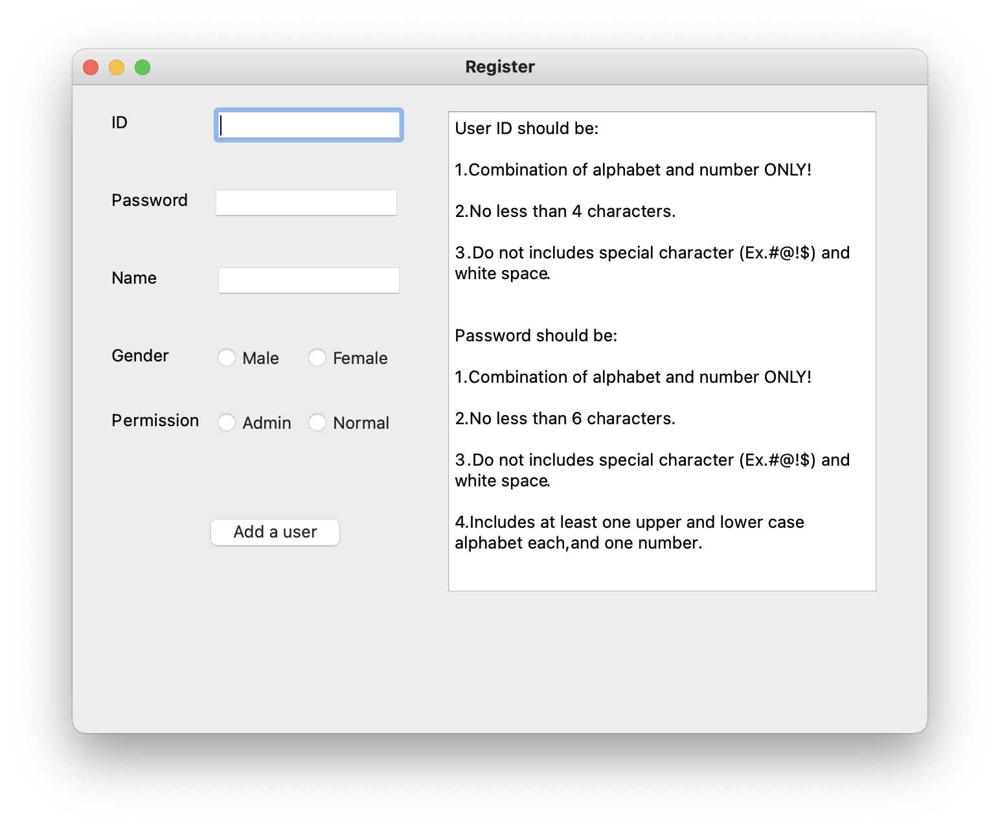 Register
ID
Password
Name
Gender
Male
Female
Permission
Admin
Normal
Add a user
User ID should be:
1.Combination of alphabet and number ONLY!
2.No less than 4 characters.
3.Do not includes special character (Ex.#@!$) and
white space.
Password should be:
1.Combination of alphabet and number ONLY!
2.No less than 6 characters.
3.Do not includes special character (Ex.#@!$) and
white space.
4.Includes at least one upper and lower case
alphabet each,and one number.